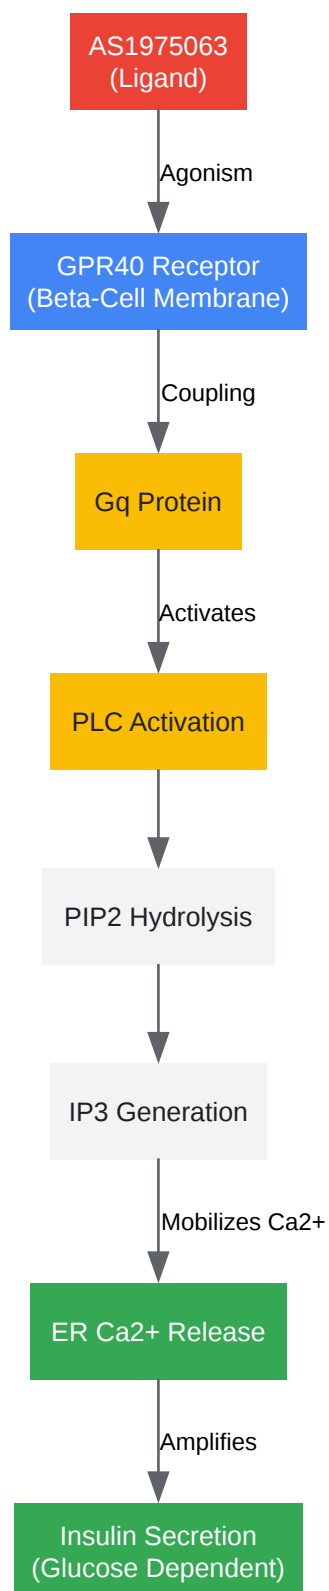 AS1975063
(Ligand)
Agonism
GPR40 Receptor
(Beta-Cell Membrane)
Coupling
Gq Protein
Activates
PLC Activation
PIP2 Hydrolysis
IP3 Generation
Mobilizes Ca2+
ER Ca2+ Release
Amplifies
Insulin Secretion
(Glucose Dependent)